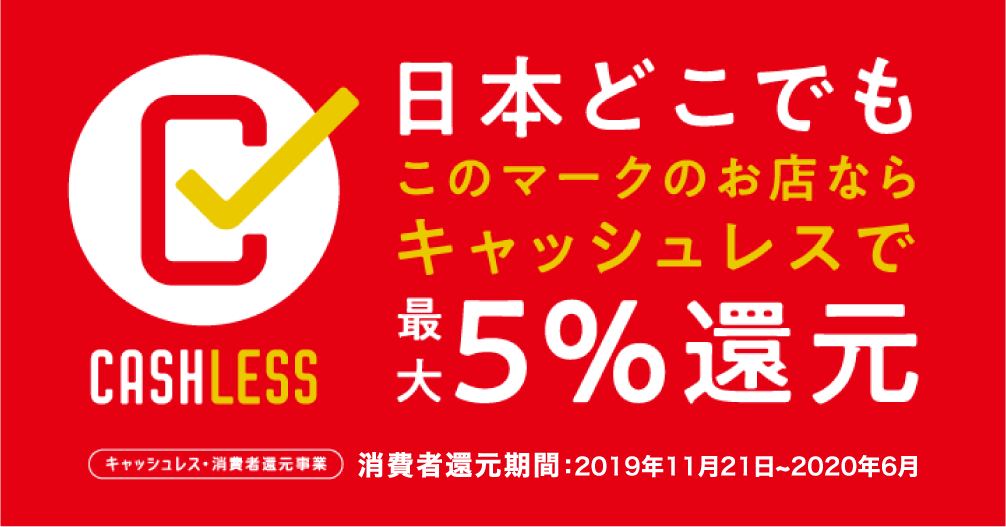 日本どこでも
このマークのお店なら
キャッシュレスで
最大5%還元
CASHLESS
キャッシュレス・消費者還元事業
消費者還元期間：2019年11月21日~2020年6月